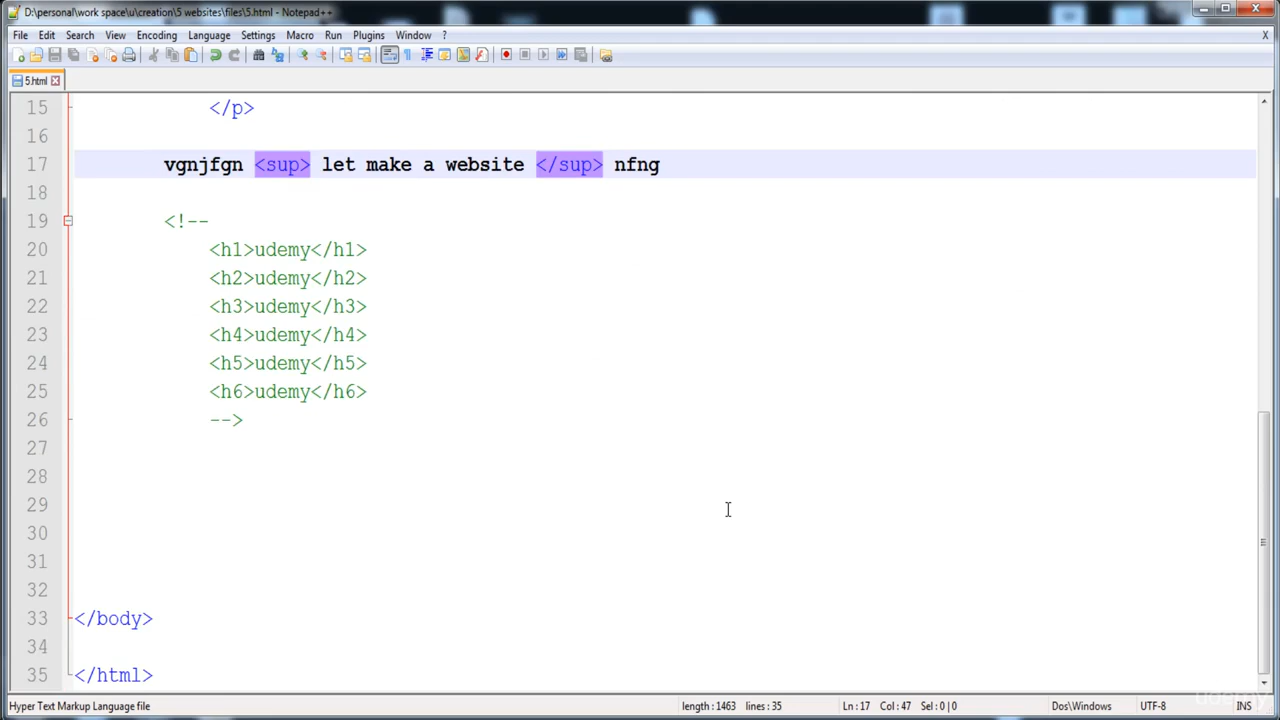 D:\personal\work space\u\creation\5 websites\files\5.html - Notepad++
File Edit Search View Encoding Language Settings Macro Run Plugins Window ? X
5.html
15 </p>
16
17 vgnjfgn <sup> let make a website </sup> nfng
18
19 <!--
20 <h1>udemy</h1>
21 <h2>udemy</h2>
22 <h3>udemy</h3>
23 <h4>udemy</h4>
24 <h5>udemy</h5>
25 <h6>udemy</h6>
26 -->
27
28
29
30
31
32
33 </body>
34
35 </html>
Hyper Text Markup Language file length : 1463 lines : 35 Ln : 17 Col : 47 Sel : 0 | 0 Dos\Windows UTF-8 INS
udemy